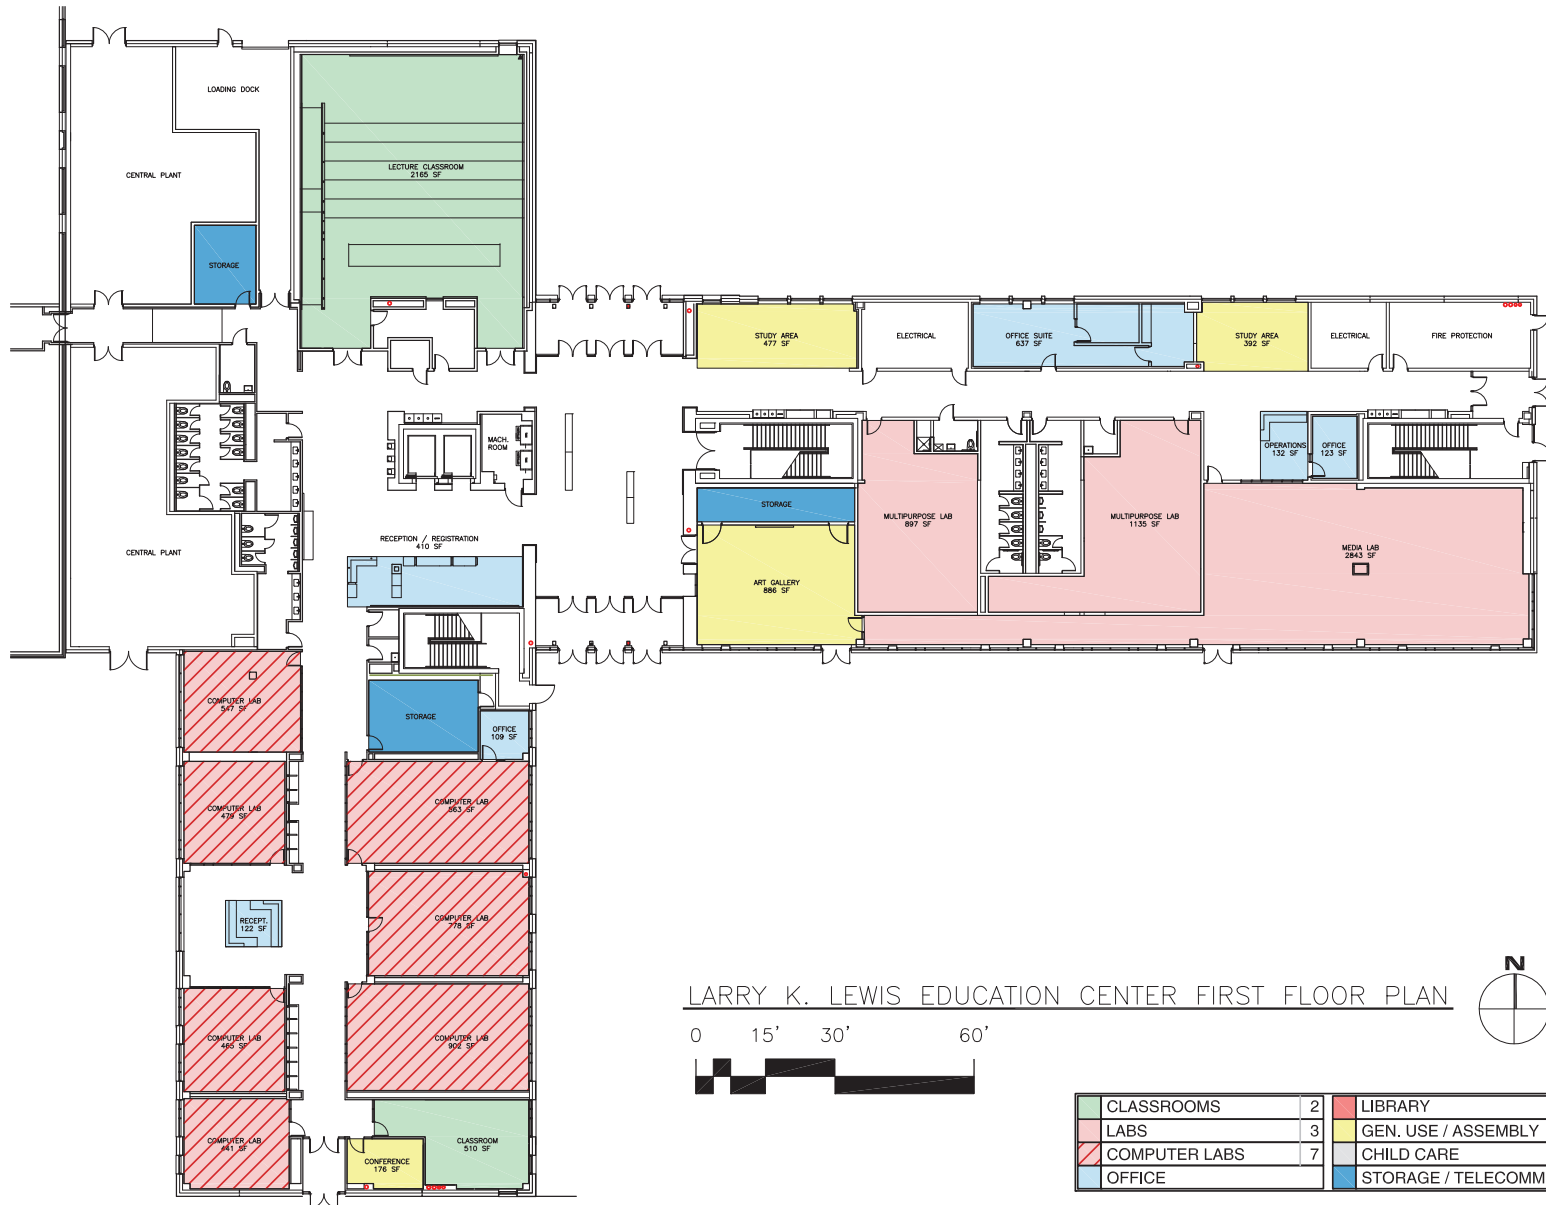 LOADING DOCK
CENTRAL PLANT
LECTURE CLASSROOM
2165 SF
STORAGE
STUDY AREA
477 SF
ELECTRICAL
OFFICE SUITE
637 SF
STUDY AREA
392 SF
ELECTRICAL
FIRE PROTECTION
MACH.
ROOM
OPERATIONS
132 SF
OFFICE
123 SF
STORAGE
MULTIPURPOSE LAB
897 SF
MULTIPURPOSE LAB
1135 SF
MEDIA LAB
2843 SF
CENTRAL PLANT
RECEPTION / REGISTRATION
410 SF
ART GALLERY
886 SF
COMPUTER LAB
547 SF
STORAGE
OFFICE
109 SF
COMPUTER LAB
479 SF
COMPUTER LAB
563 SF
RECEPT.
122 SF
COMPUTER LAB
778 SF
COMPUTER LAB
465 SF
COMPUTER LAB
902 SF
COMPUTER LAB
441 SF
CONFERENCE
176 SF
CLASSROOM
510 SF
N
LARRY K. LEWIS EDUCATION CENTER FIRST FLOOR PLAN
0 15' 30' 60'
CLASSROOMS 2
LABS 3
COMPUTER LABS 7
OFFICE
LIBRARY
GEN. USE / ASSEMBLY
CHILD CARE
STORAGE / TELECOMM